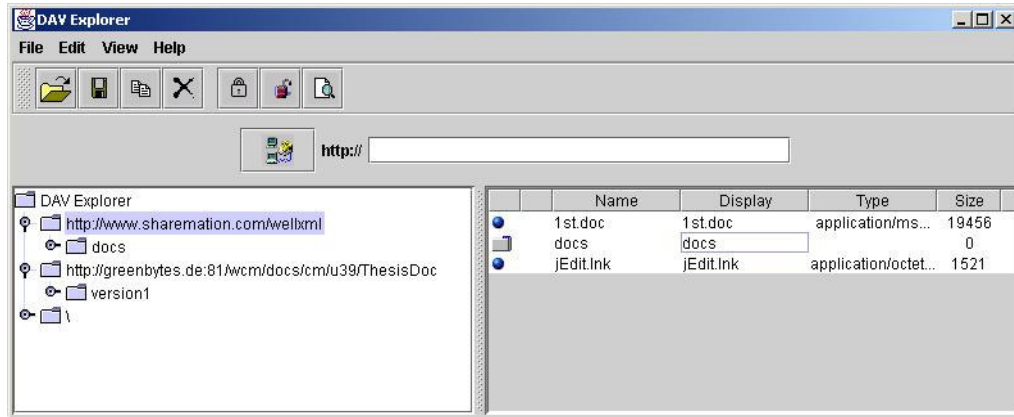 DAV Explorer
File Edit View Help
http://
DAV Explorer
http://www.sharemation.com/wellxml
docs
http://greenbytes.de:81/wcm/docs/cm/u39/ThesisDoc
version1
\
Name Display Type Size
1st.doc 1st.doc application/ms... 19456
docs docs 0
jEdit.lnk jEdit.lnk application/octet... 1521